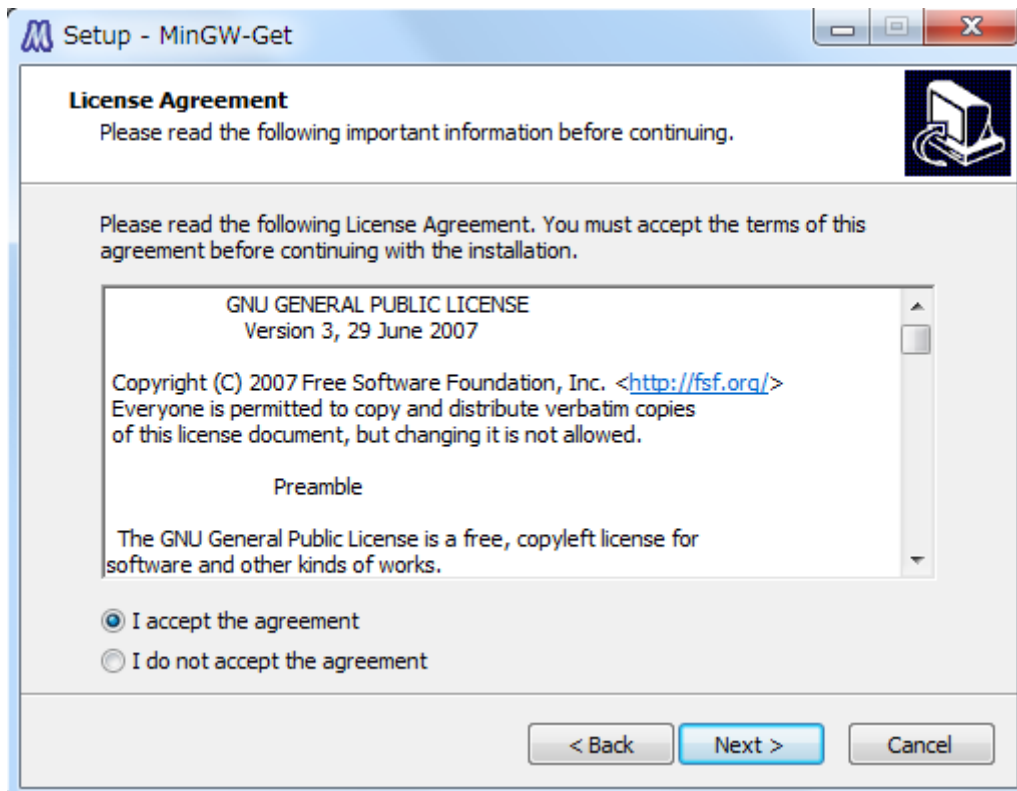 Setup - MinGW-Get
License Agreement
Please read the following important information before continuing.
Please read the following License Agreement. You must accept the terms of this
agreement before continuing with the installation.
GNU GENERAL PUBLIC LICENSE
Version 3, 29 June 2007
Copyright (C) 2007 Free Software Foundation, Inc. <http://fsf.org/>
Everyone is permitted to copy and distribute verbatim copies
of this license document, but changing it is not allowed.
Preamble
The GNU General Public License is a free, copyleft license for
software and other kinds of works.
I accept the agreement
I do not accept the agreement
< Back Next > Cancel